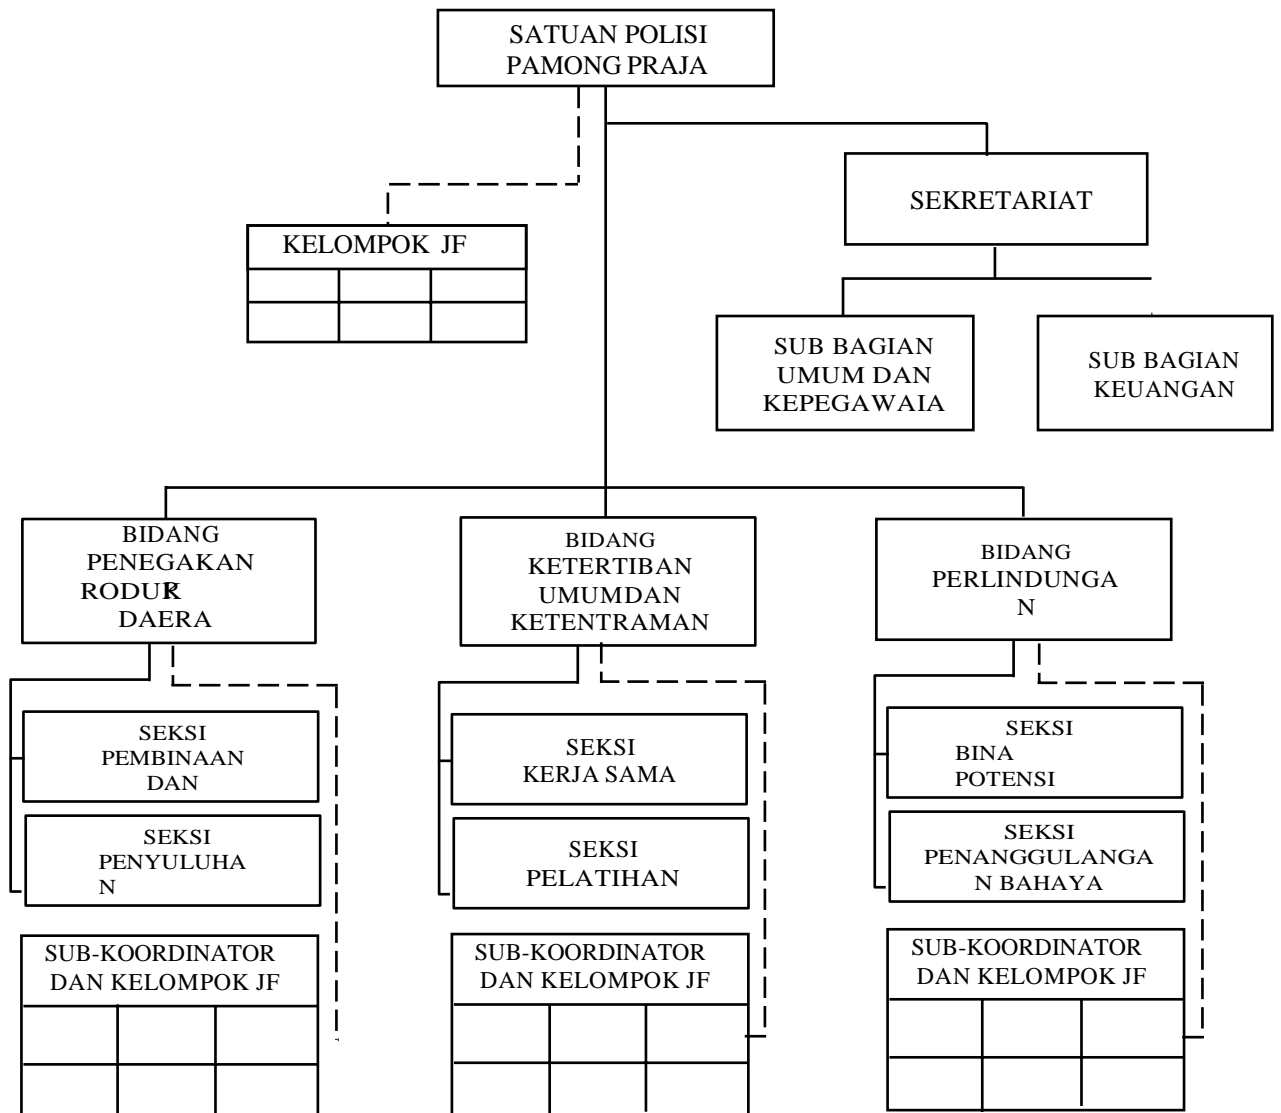 SATUAN POLISI
PAMONG PRAJA
SEKRETARIAT
KELOMPOK JF
SUB BAGIAN
UMUM DAN
KEPEGAWAIA
SUB BAGIAN
KEUANGAN
BIDANG
PENEGAKAN
DAERA
BIDANG
KETERTIBAN
UMUMDAN
KETENTRAMAN
BIDANG
PERLINDUNGA
N
SEKSI
PEMBINAAN
DAN
SEKSI
PENYULUHA
N
SUB-KOORDINATOR
DAN KELOMPOK JF
SEKSI
KERJA SAMA
SEKSI
PELATIHAN
SUB-KOORDINATOR
DAN KELOMPOK JF
SEKSI
BINA
POTENSI
SEKSI
PENANGGULANGA
N BAHAYA
SUB-KOORDINATOR
DAN KELOMPOK JF